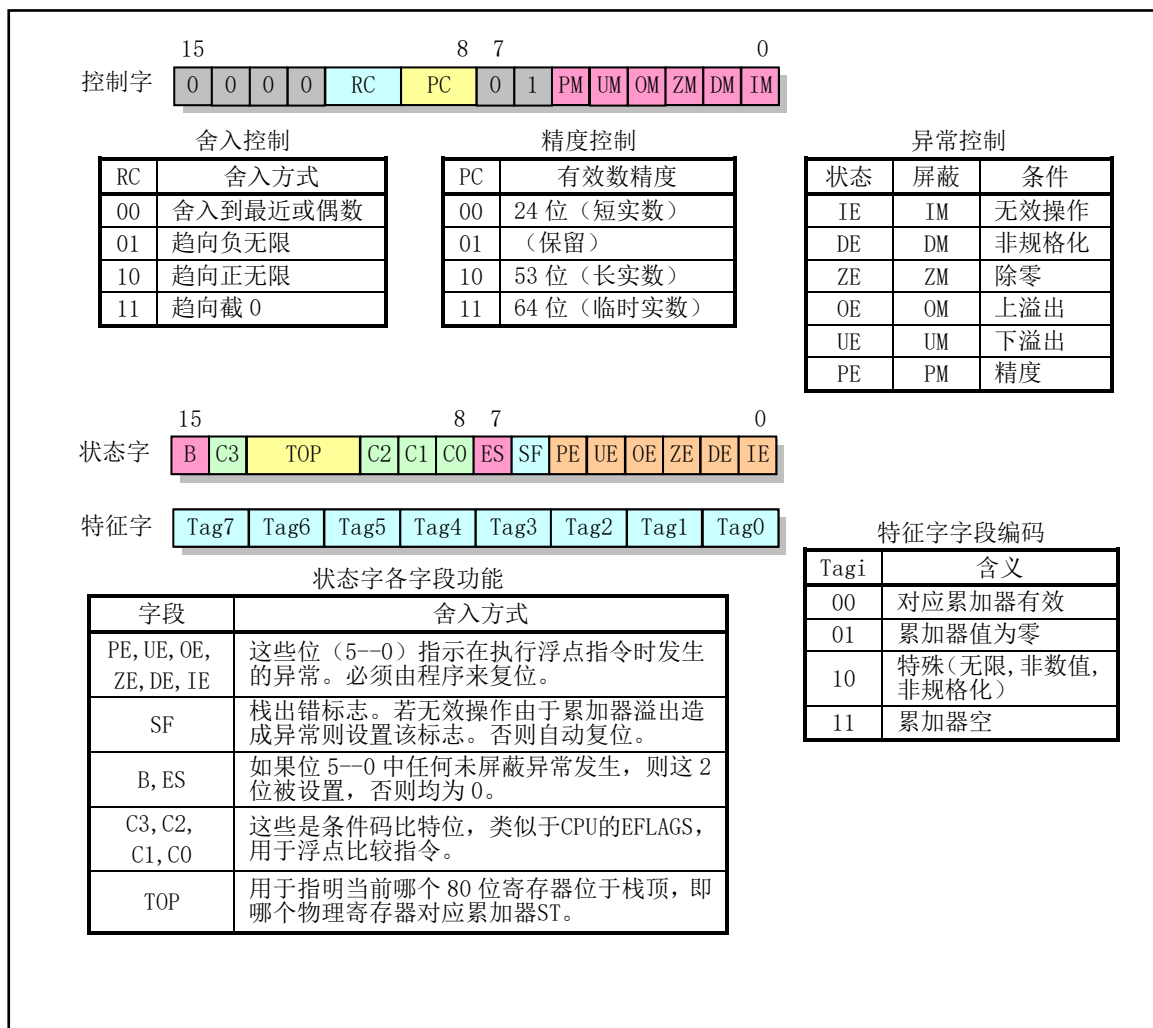 15 8 7 0
控制字 0 0 0 0 RC PC 0 1 PM UM OM ZM DM IM
舍入控制
RC 舍入方式
00 舍入到最近或偶数
01 趋向负无限
10 趋向正无限
11 趋向截 0
精度控制
PC 有效数精度
00 24 位（短实数）
01 （保留）
10 53 位（长实数）
11 64 位（临时实数）
异常控制
状态 屏蔽 条件
IE IM 无效操作
DE DM 非规格化
ZE ZM 除零
OE OM 上溢出
UE UM 下溢出
PE PM 精度
15 8 7 0
状态字 B C3 TOP C2 C1 C0 ES SF PE UE OE ZE DE IE
特征字 Tag7 Tag6 Tag5 Tag4 Tag3 Tag2 Tag1 Tag0
状态字各字段功能
字段 舍入方式
PE,UE,OE,
ZE,DE,IE
这些位（5--0）指示在执行浮点指令时发生
的异常。必须由程序来复位。
SF
栈出错标志。若无效操作由于累加器溢出造
成异常则设置该标志。否则自动复位。
B,ES
如果位 5--0 中任何未屏蔽异常发生，则这 2
位被设置，否则均为 0。
C3,C2,
C1,C0
这些是条件码比特位，类似于CPU的EFLAGS，
用于浮点比较指令。
TOP
用于指明当前哪个 80 位寄存器位于栈顶，即
哪个物理寄存器对应累加器ST。
特征字字段编码
Tagi 含义
00 对应累加器有效
01 累加器值为零
10 特殊（无限,非数值,
非规格化）
11 累加器空